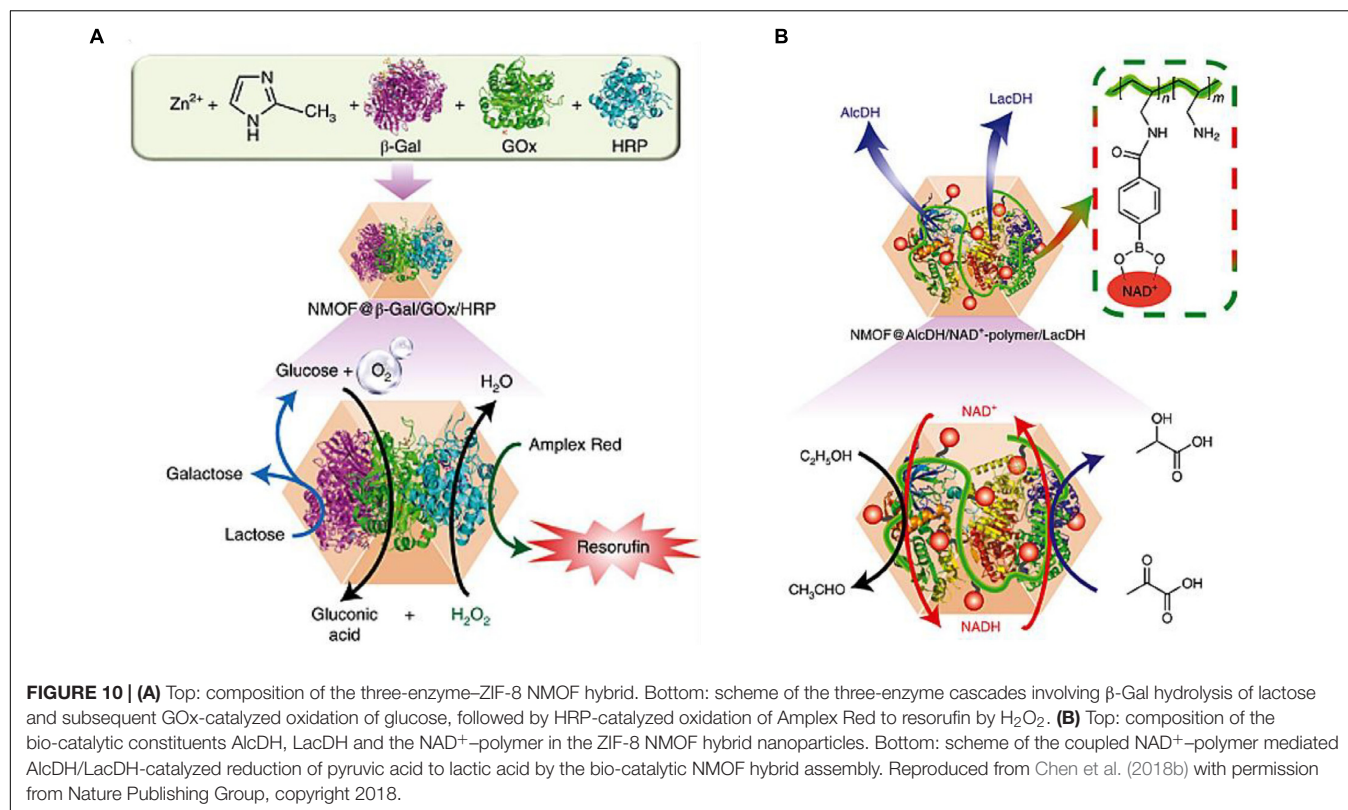 A
Zn2+ +
N
N
H
CH3
+
+
+
β-Gal
GOx
HRP
NMOF@β-Gal/GOx/HRP
Glucose +
O2
H2O
Amplex Red
Galactose
Lactose
Resorufin
Gluconic
acid
+
H2O2
B
AlcDH
LacDH
n
m
NH
NH2
O
B
O
O
NAD+
NMOF@AlcDH/NAD+-polymer/LacDH
NAD+
C2H5OH
CH3CHO
NADH
OH
OH
O
O
OH
O
FIGURE 10 | (A) Top: composition of the three-enzyme–ZIF-8 NMOF hybrid. Bottom: scheme of the three-enzyme cascades involving β-Gal hydrolysis of lactose
and subsequent GOx-catalyzed oxidation of glucose, followed by HRP-catalyzed oxidation of Amplex Red to resorufin by H2O2. (B) Top: composition of the
bio-catalytic constituents AlcDH, LacDH and the NAD+–polymer in the ZIF-8 NMOF hybrid nanoparticles. Bottom: scheme of the coupled NAD+–polymer mediated
AlcDH/LacDH-catalyzed reduction of pyruvic acid to lactic acid by the bio-catalytic NMOF hybrid assembly. Reproduced from Chen et al. (2018b) with permission
from Nature Publishing Group, copyright 2018.